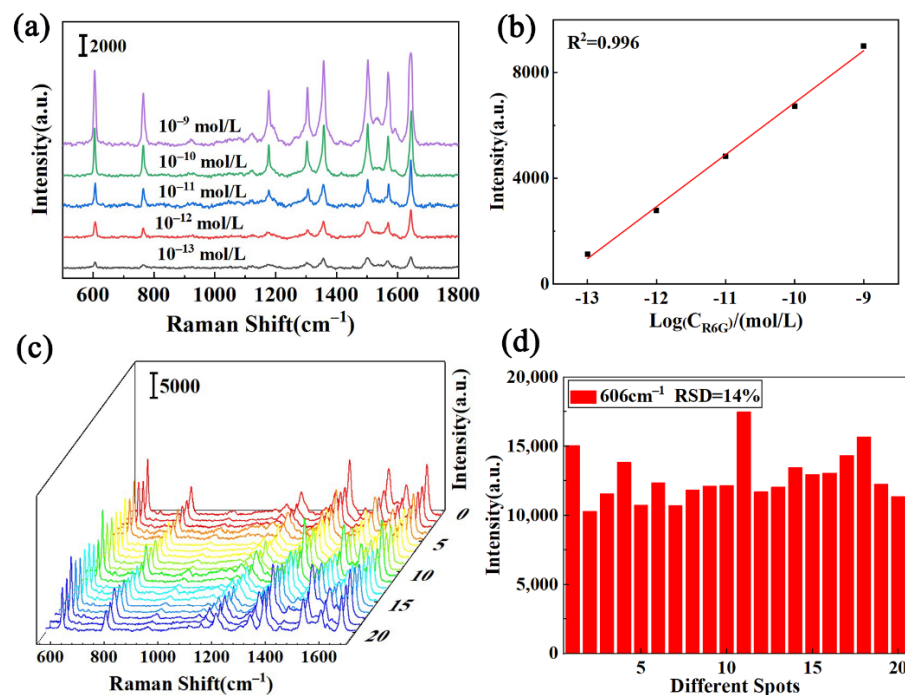 (a)
2000
10⁻⁹ mol/L
10⁻¹⁰ mol/L
10⁻¹¹ mol/L
10⁻¹² mol/L
10⁻¹³ mol/L
Intensity(a.u.)
600 800 1000 1200 1400 1600 1800
Raman Shift(cm⁻¹)
(b)
R²=0.996
8000
4000
0
Intensity(a.u.)
-13 -12 -11 -10 -9
Log(C_R6G)/(mol/L)
(c)
5000
Intensity(a.u.)
0
5
10
15
20
600 800 1000 1200 1400 1600
Raman Shift(cm⁻¹)
(d)
606cm⁻¹ RSD=14%
20,000
15,000
10,000
5,000
0
Intensity(a.u.)
5 10 15 20
Different Spots